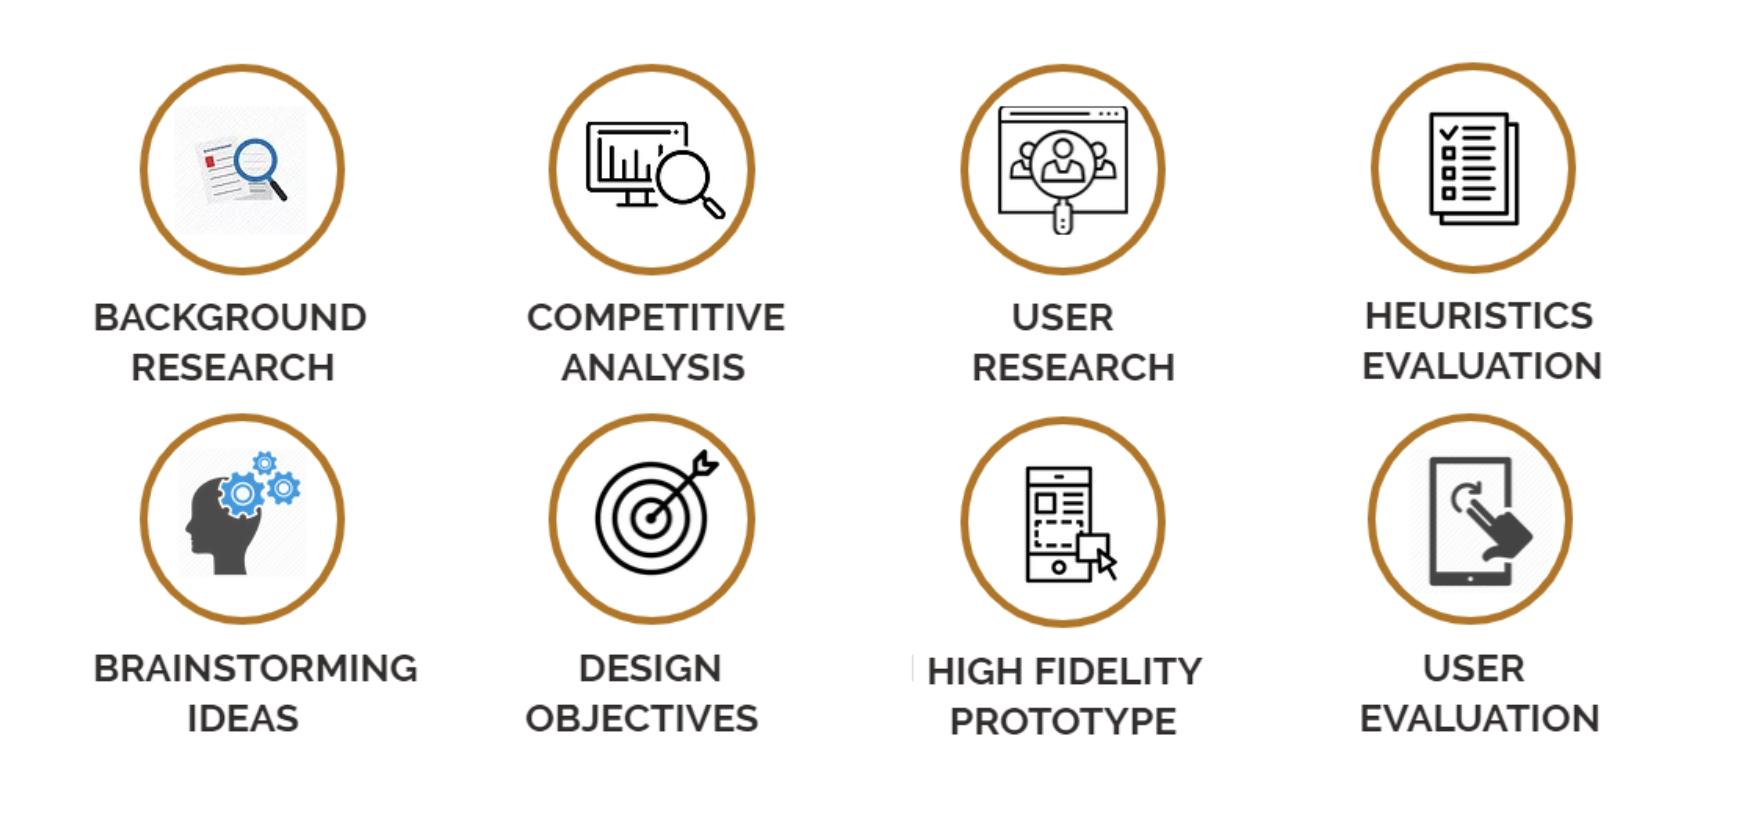 BACKGROUND
RESEARCH
COMPETITIVE
ANALYSIS
USER
RESEARCH
HEURISTICS
EVALUATION
BRAINSTORMING
IDEAS
DESIGN
OBJECTIVES
HIGH FIDELITY
PROTOTYPE
USER
EVALUATION